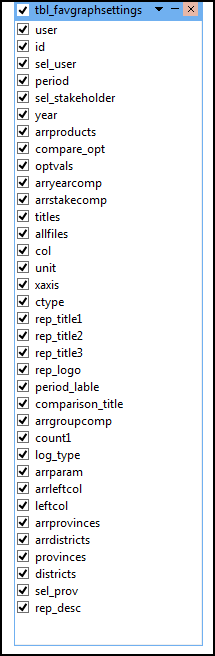 tbl_favgraphsettings
user
id
sel_user
period
sel_stakeholder
year
arrproducts
compare_opt
optvals
arryearcomp
arrstakecomp
titles
allfiles
col
unit
xaxis
ctype
rep_title1
rep_title2
rep_title3
rep_logo
period_lable
comparison_title
arrgroupcomp
count1
log_type
arrparam
arrleftcol
leftcol
arrprovinces
arrdistricts
provinces
districts
sel_prov
rep_desc